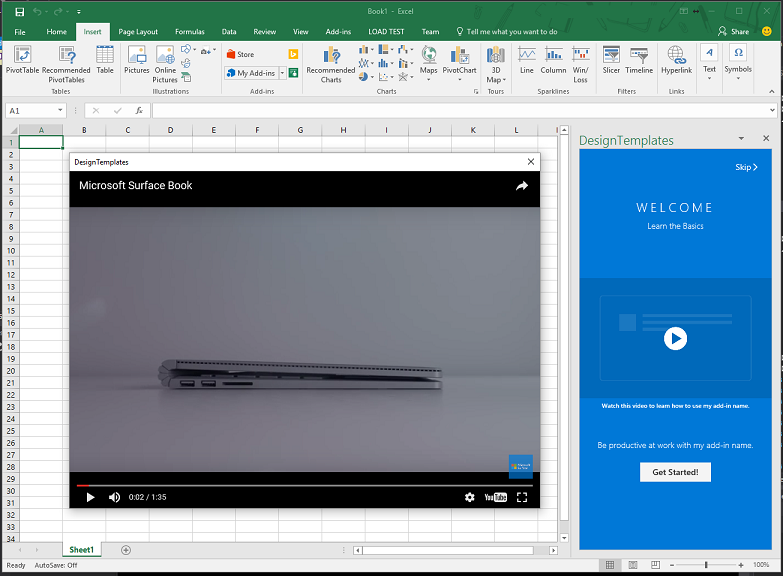 Book1 - Excel
File Home Insert Page Layout Formulas Data Review View Add-ins LOAD TEST Team Tell me what you want to do Share
PivotTable Recommended PivotTables Table
Tables
Pictures Online Pictures
Illustrations
Store
My Add-ins
Add-ins
Recommended Charts
Maps PivotChart
Charts
3D Map
Tours
Line Column Win/Loss
Sparklines
Slicer Timeline
Filters
Hyperlink
Links
Text Symbols
A1 fx
A B C D E F G H I J K L
1
2
3
4
5
6
7
8
9
10
11
12
13
14
15
16
17
18
19
20
21
22
23
24
25
26
27
28
29
30
31
32
33
34
DesignTemplates
Microsoft Surface Book
0:02 / 1:35
YouTube
DesignTemplates
Skip
WELCOME
Learn the Basics
Watch this video to learn how to use my add-in name.
Be productive at work with my add-in name.
Get Started!
Sheet1
Ready AutoSave: Off 100%